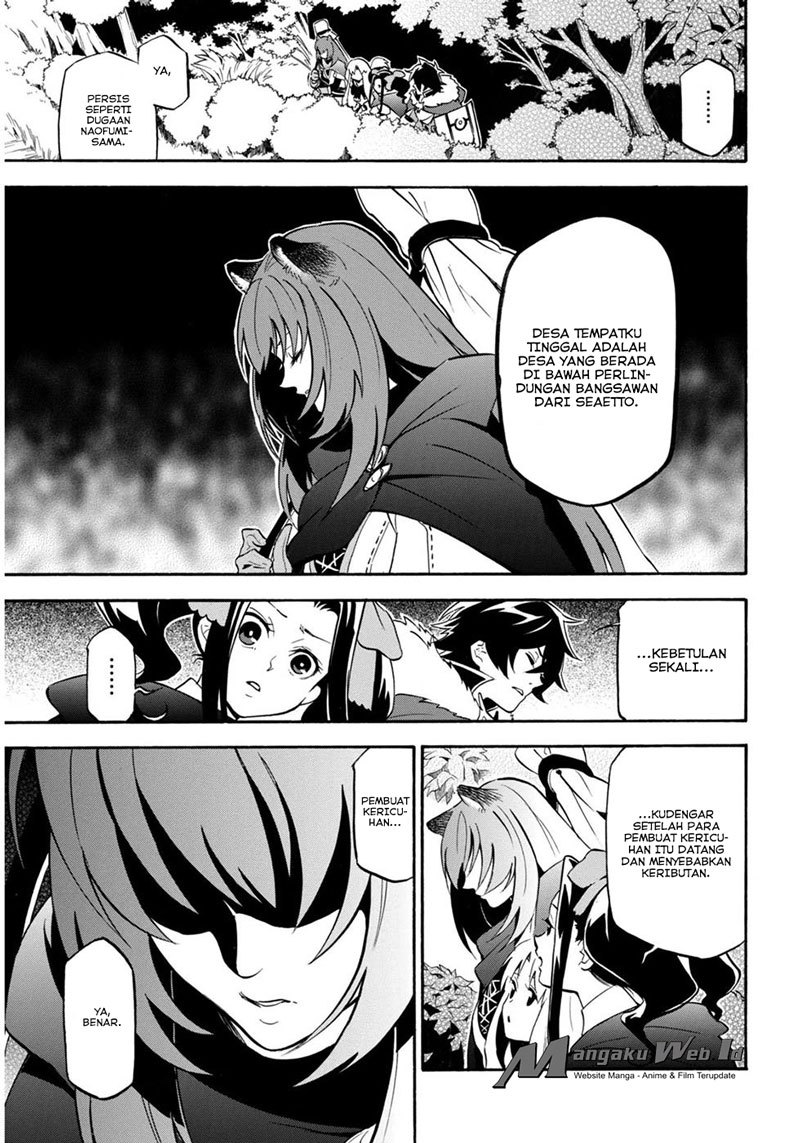 ......
YA,
PERSIS
SEPERTI
DUGAAN
NAOFUMI-
SAMA.
DESA TEMPATKU
TINGGAL ADALAH
DESA YANG BERADA
DI BAWAH PERLIN-
DUNGAN BANGSAWAN
DARI SEAETTO.
...KEBETULAN
SEKALI...
......
...KUDENGAR
SETELAH PARA
PEMBUAT KERICU-
HAN ITU DATANG
DAN MENYEBABKAN
KERIBUTAN.
PEMBUAT
KERICU-
HAN...
YA,
BENAR.
Mangaku Web Id
Website Manga - Anime & Film Terupdate